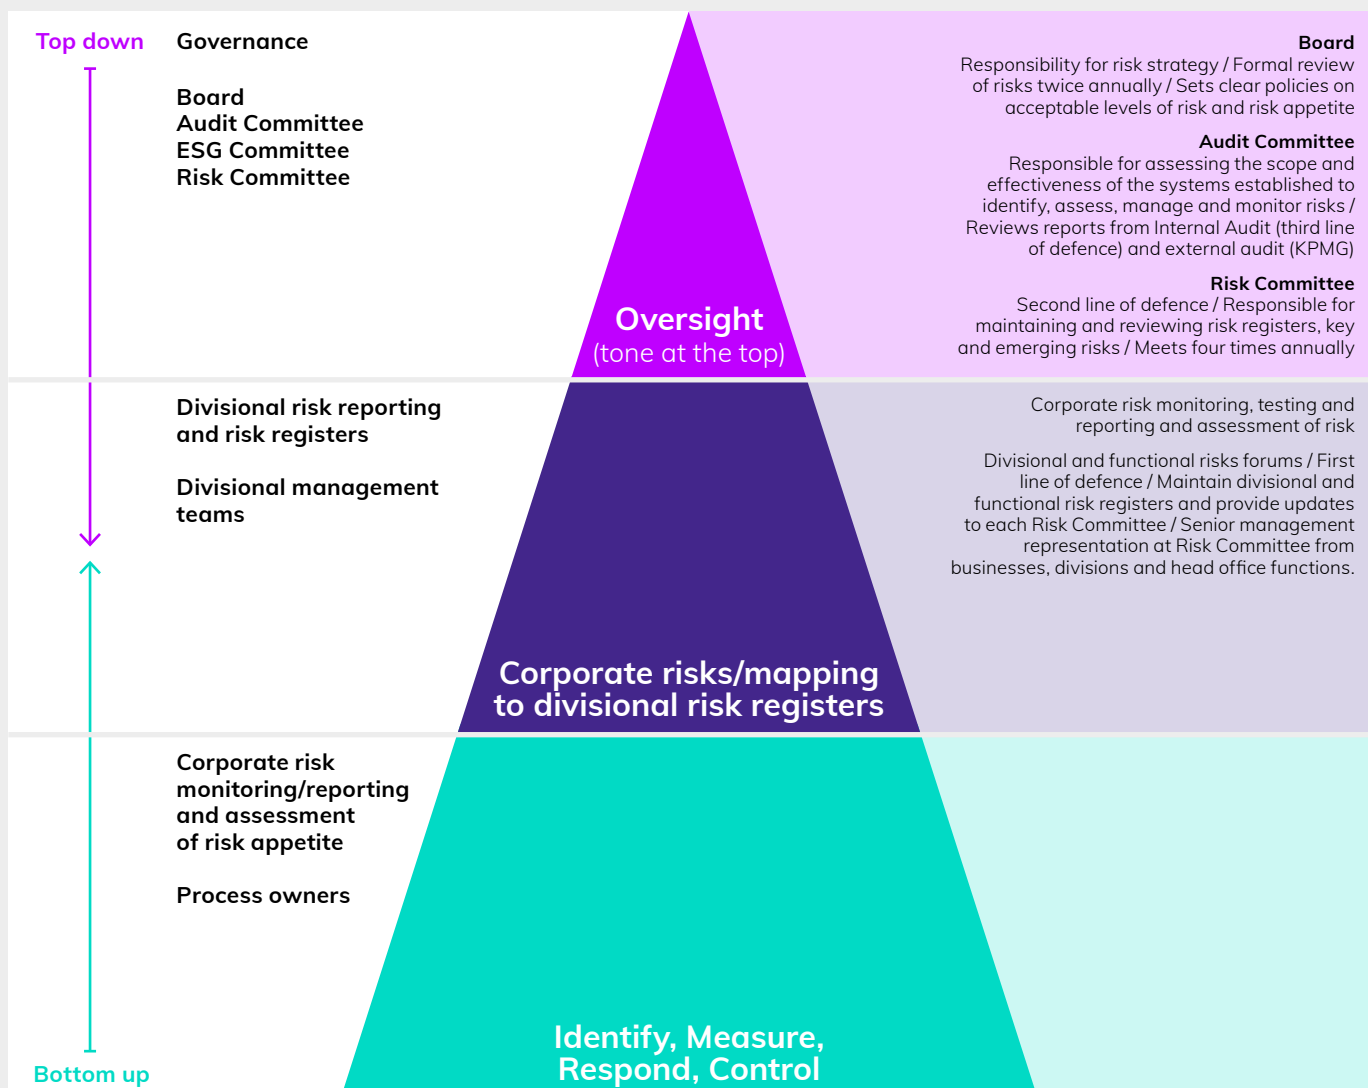 Top down
Governance
Board
Audit Committee
ESG Committee
Risk Committee
Oversight
(tone at the top)
Board
Responsibility for risk strategy / Formal review
of risks twice annually / Sets clear policies on
acceptable levels of risk and risk appetite
Audit Committee
Responsible for assessing the scope and
effectiveness of the systems established to
identify, assess, manage and monitor risks /
Reviews reports from Internal Audit (third line
of defence) and external audit (KPMG)
Risk Committee
Second line of defence / Responsible for
maintaining and reviewing risk registers, key
and emerging risks / Meets four times annually
Divisional risk reporting
and risk registers
Divisional management
teams
Corporate risks/mapping
to divisional risk registers
Corporate risk monitoring, testing and
reporting and assessment of risk
Divisional and functional risks forums / First
line of defence / Maintain divisional and
functional risk registers and provide updates
to each Risk Committee / Senior management
representation at Risk Committee from
businesses, divisions and head office functions.
Corporate risk
monitoring/reporting
and assessment
of risk appetite
Process owners
Identify, Measure,
Respond, Control
Bottom up